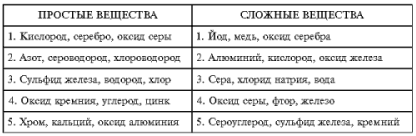 ПРОСТЫЕ ВЕЩЕСТВА СЛОЖНЫЕ ВЕЩЕСТВА
1. Кислород, серебро, оксид серы 1. Йод, медь, оксид серебра
2. Азот, сероводород, хлороводород 2. Алюминий, кислород, оксид железа
3. Сульфид железа, водород, хлор 3. Сера, хлорид натрия, вода
4. Оксид кремния, углерод, цинк 4. Оксид серы, фтор, железо
5. Хром, кальций, оксид алюминия 5. Сероуглерод, сульфид железа, кремний